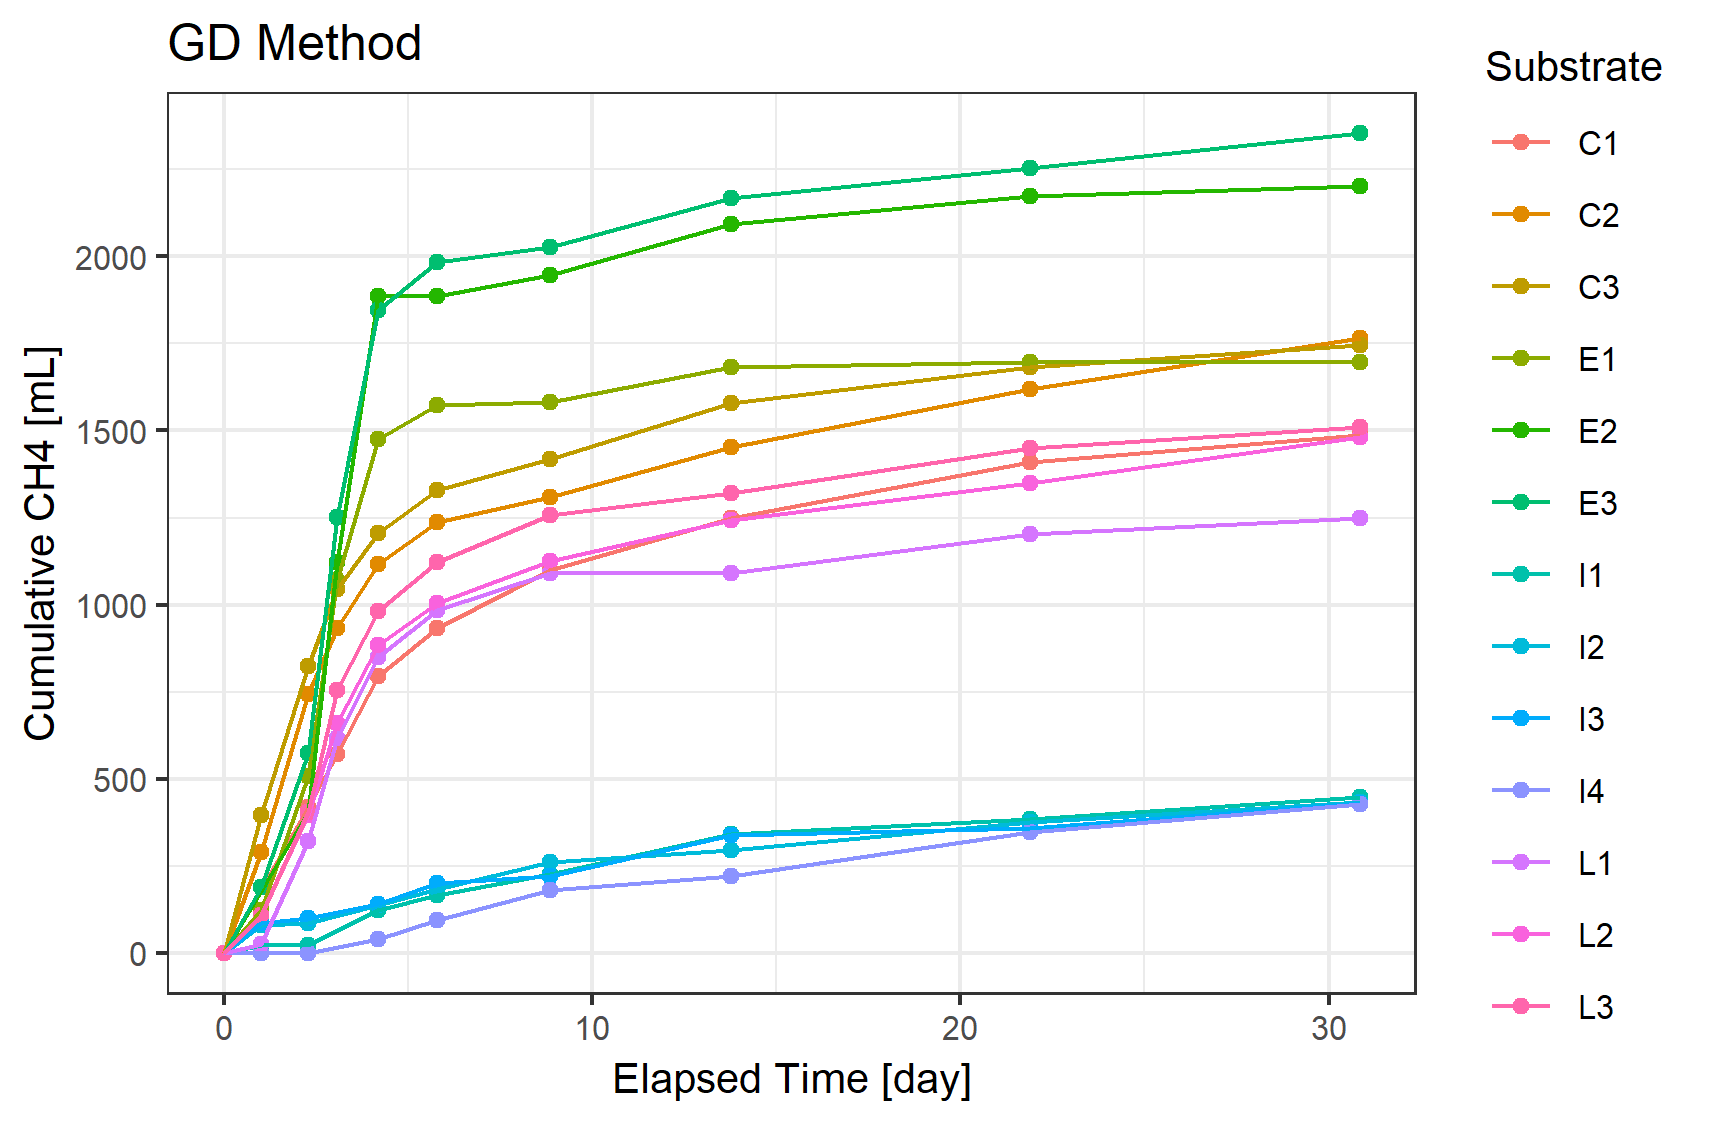 GD Method
Substrate
C1
C2
C3
E1
E2
E3
I1
I2
I3
I4
L1
L2
L3
Cumulative CH4 [mL]
2000
1500
1000
500
0
0 10 20 30
Elapsed Time [day]